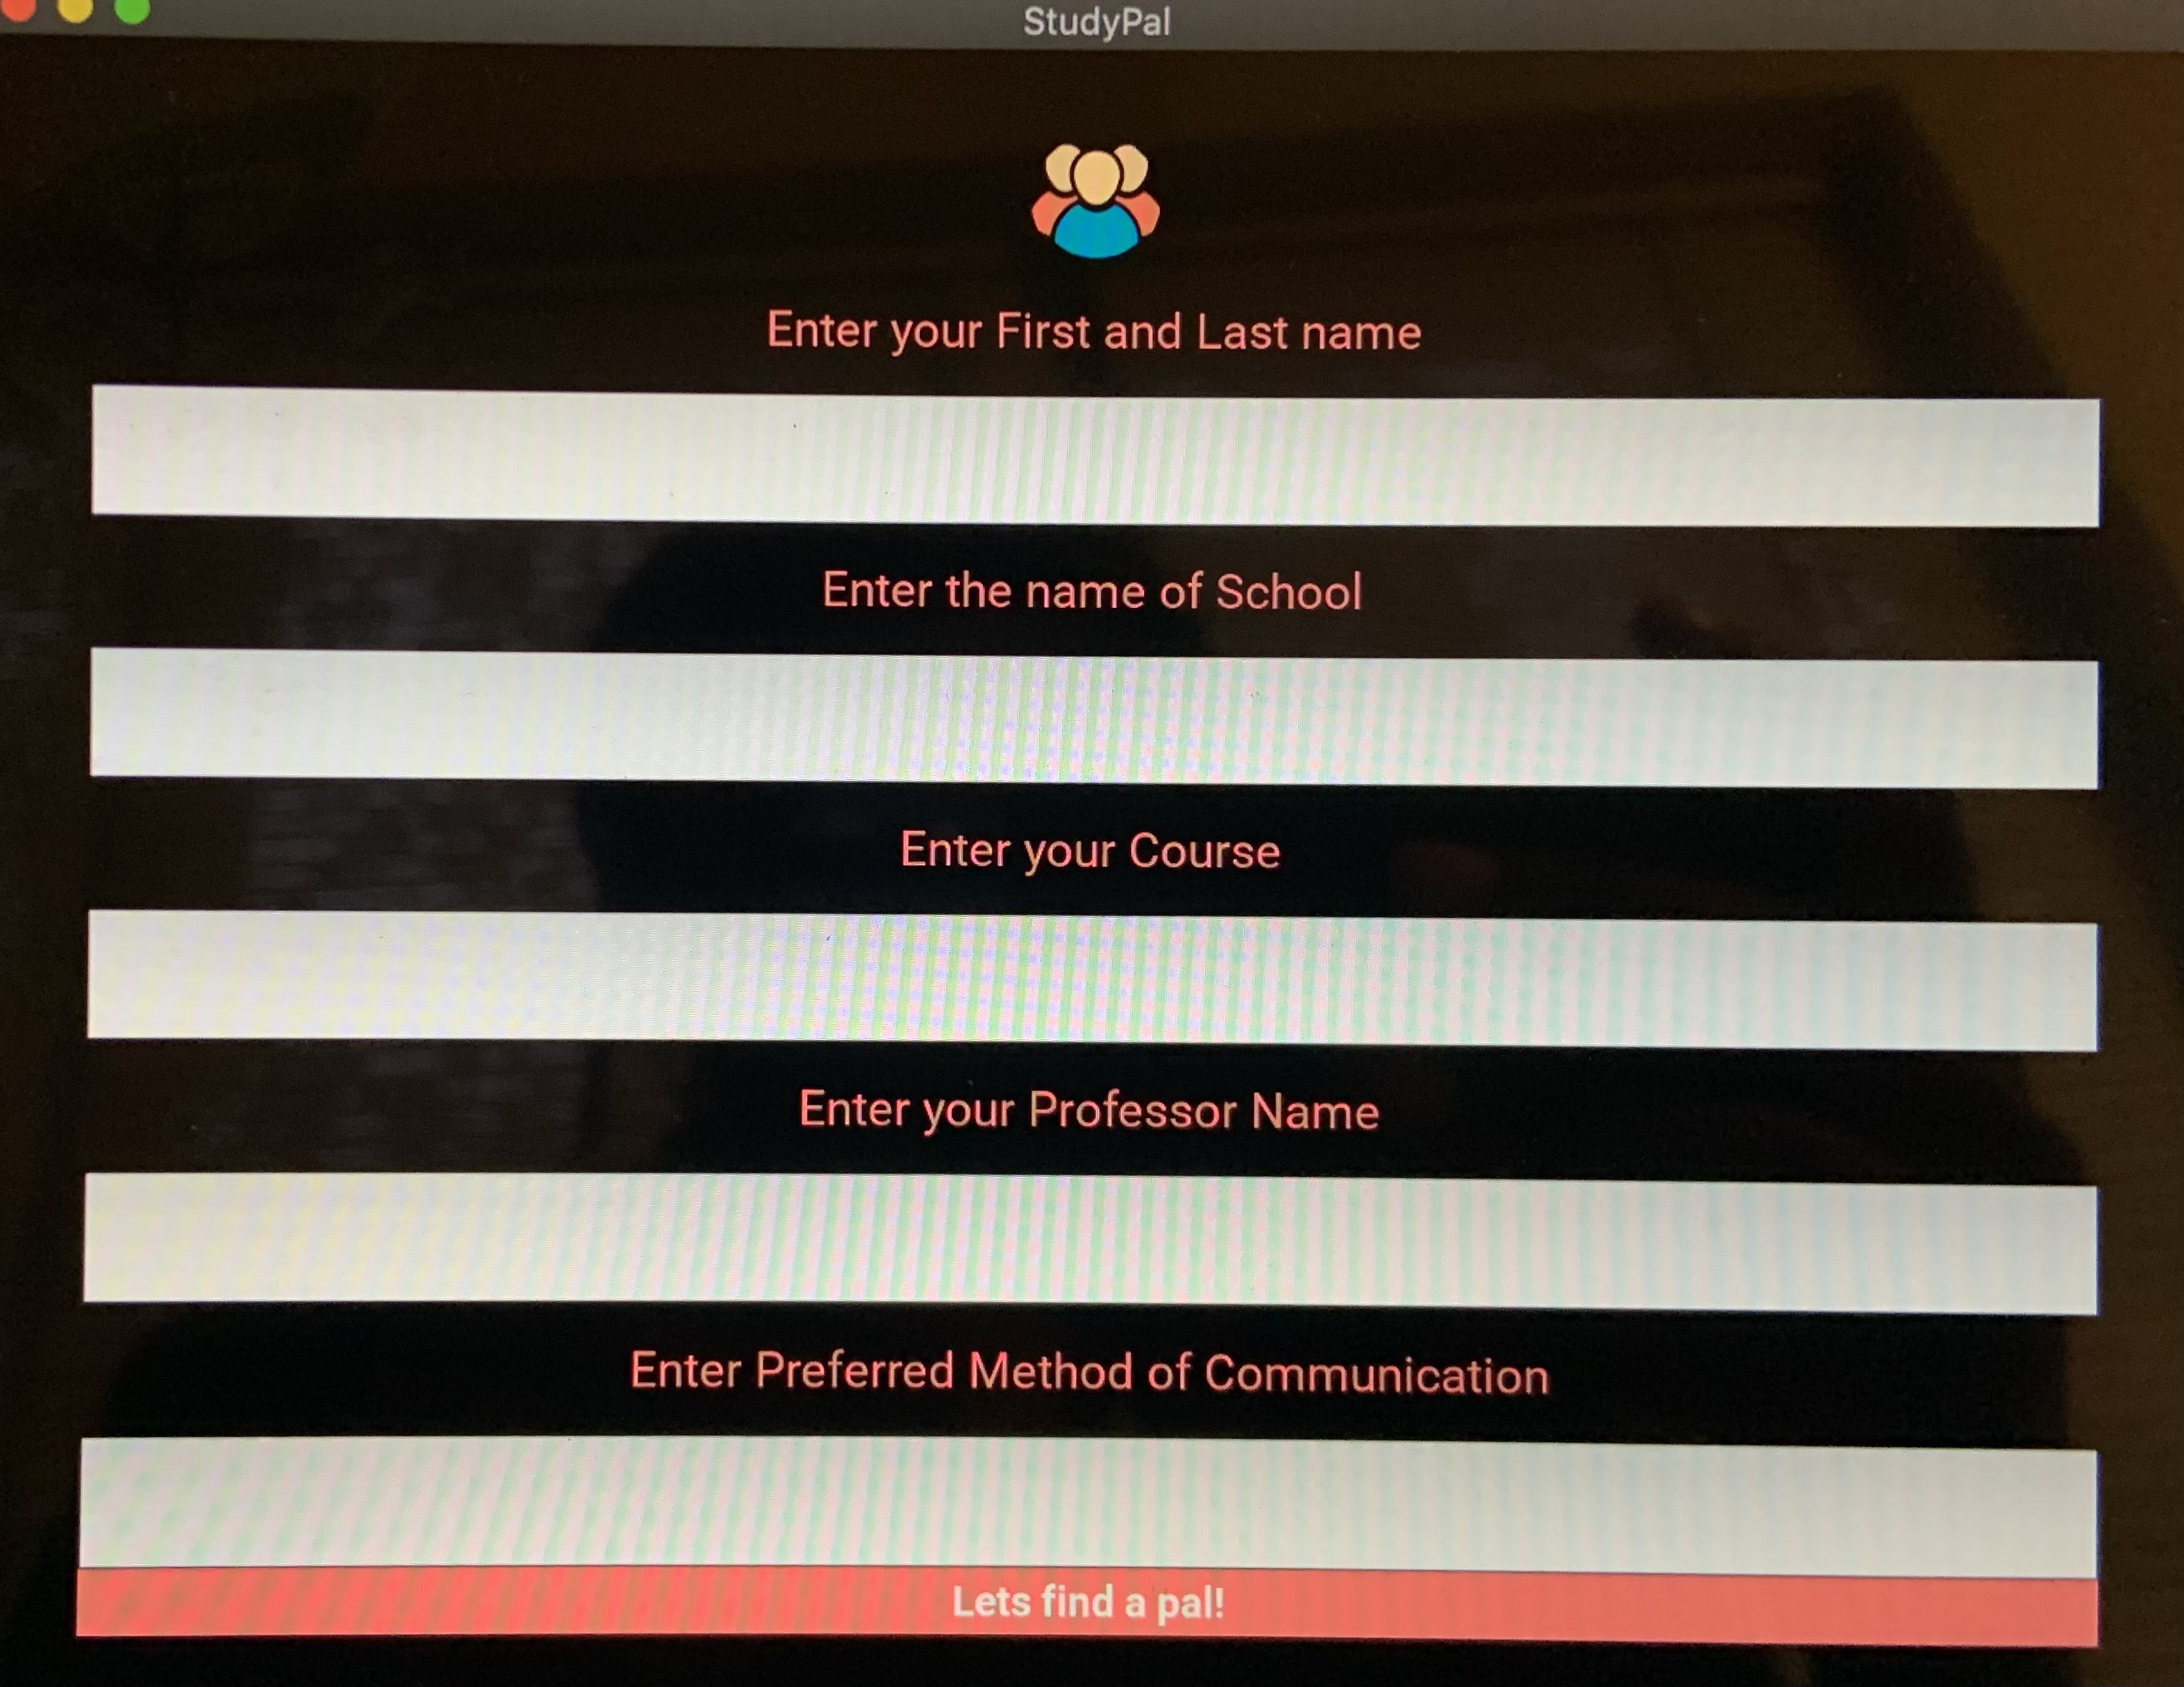 StudyPal
Enter your First and Last name
Enter the name of School
Enter your Course
Enter your Professor Name
Enter Preferred Method of Communication
Lets find a pal!